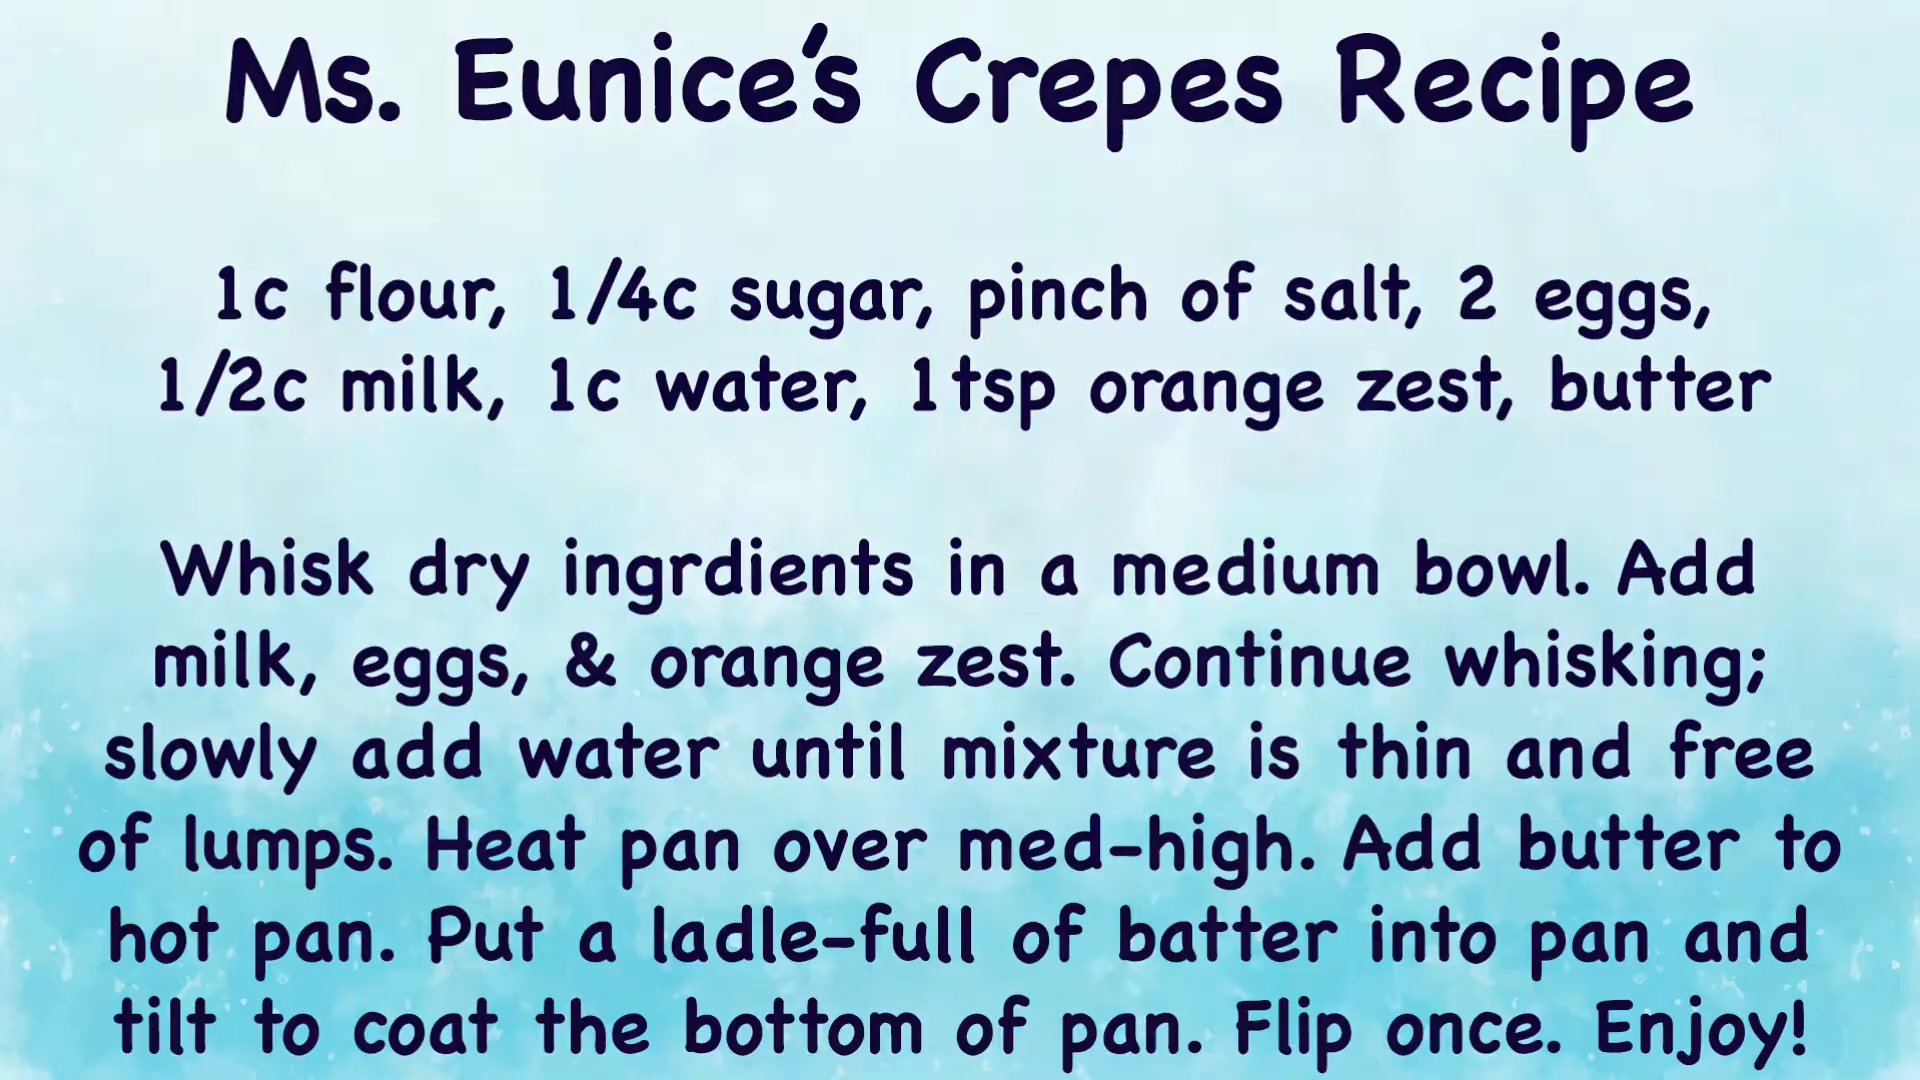 Ms. Eunice's Crepes Recipe
1c flour, 1/4c sugar, pinch of salt, 2 eggs,
1/2c milk, 1c water, 1tsp orange zest, butter
Whisk dry ingrdients in a medium bowl. Add
milk, eggs, & orange zest. Continue whisking;
slowly add water until mixture is thin and free
of lumps. Heat pan over med-high. Add butter to
hot pan. Put a ladle-full of batter into pan and
tilt to coat the bottom of pan. Flip once. Enjoy!